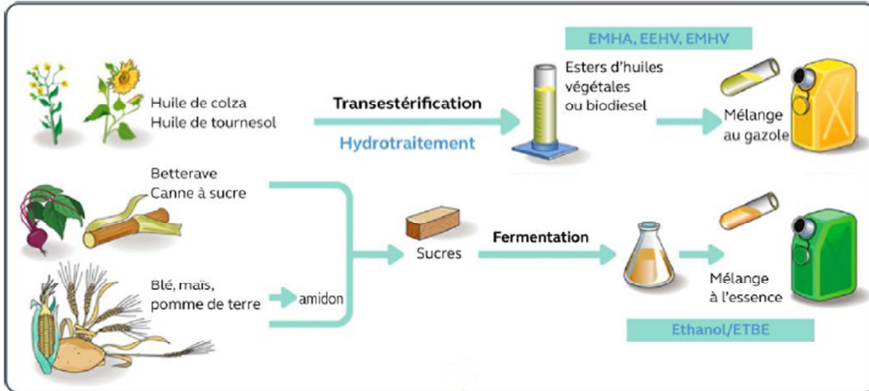 EMHA, EEHV, EMHV
Huile de colza
Huile de tournesol
Transestérification
Hydrotraitement
Esters d'huiles
végétales
ou biodiesel
Mélange
au gazole
Betterave
Canne à sucre
Sucres
Fermentation
Blé, maïs,
pomme de terre
amidon
Mélange
à l'essence
Ethanol/ETBE